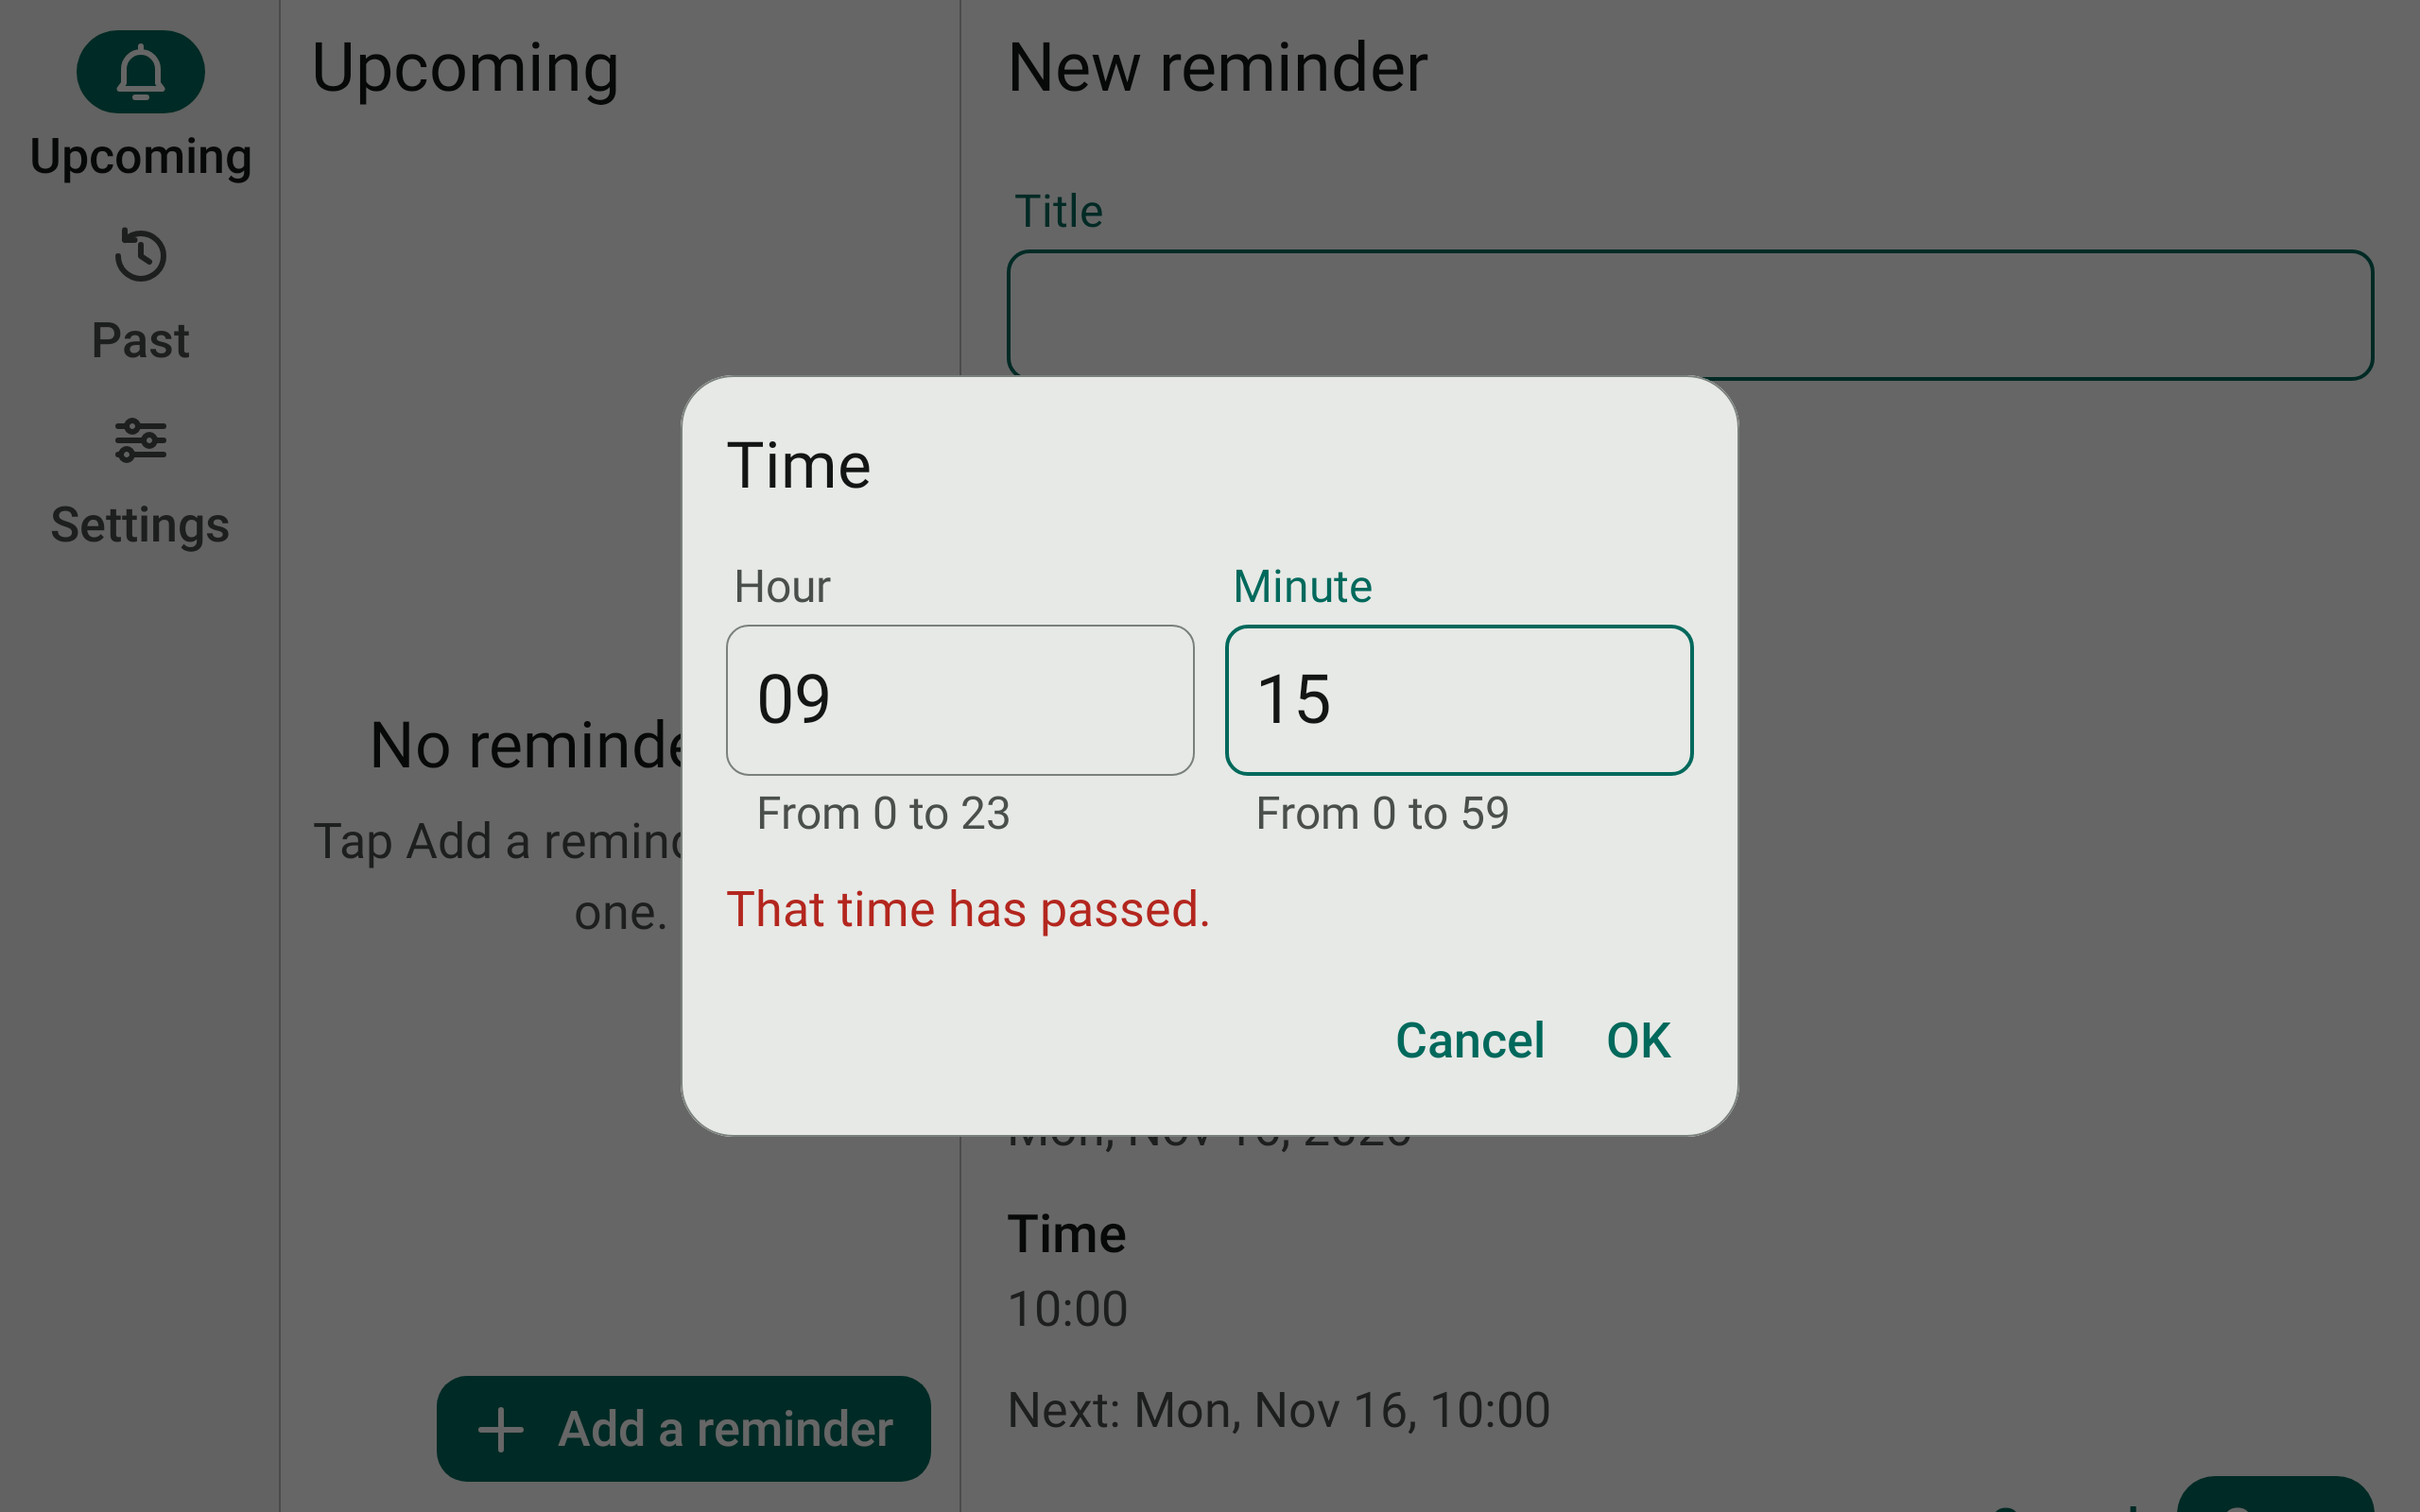 Upcoming
Past
Settings
Upcoming
No
Tap Add a
one.
Add a reminder
New reminder
Title
Time
Hour
Minute
09
15
From 0 to 23
From 0 to 59
That time has passed.
Cancel
OK
Mon, Nov
Time
10:00
Next: Mon, Nov 16, 10:00